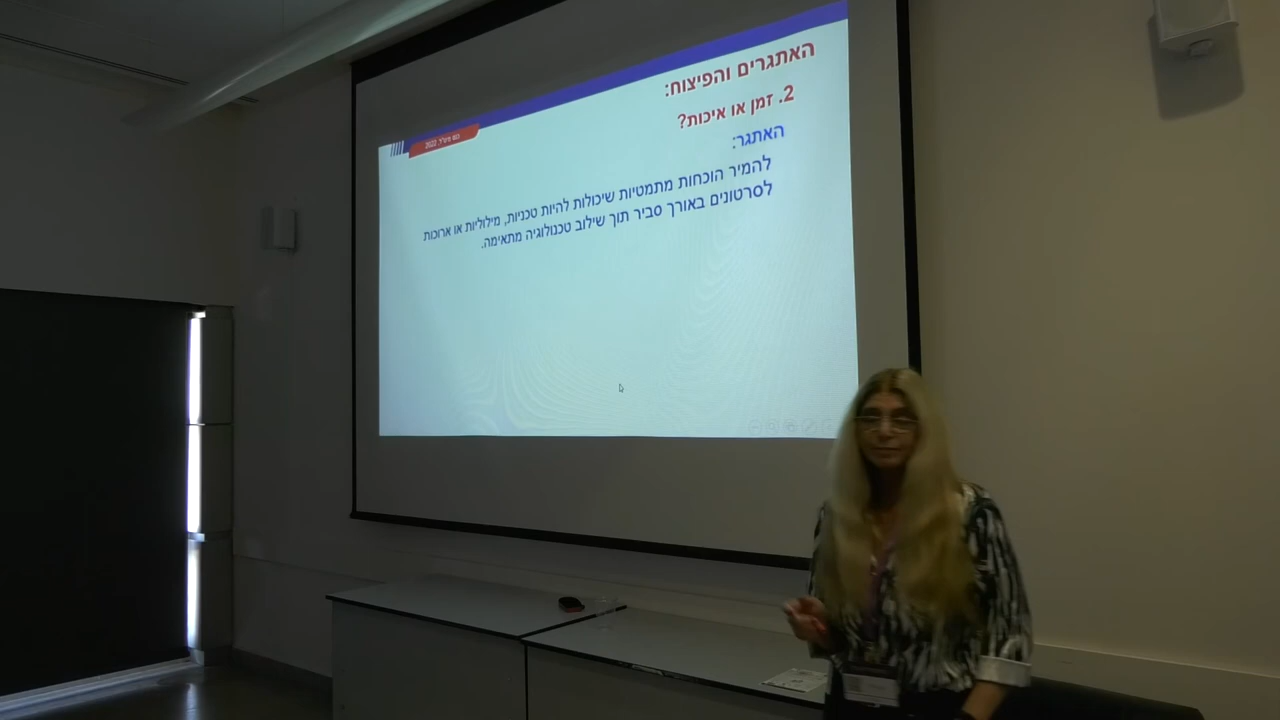 האתגרים והפיצוח:
2. זמן או איכות?
האתגר:
להמיר הוכחות מתמטיות שיכולות להיות טכניות, מילוליות או ארוכות
לסרטונים באורך סביר תוך שילוב טכנולוגיה מתאימה.
2022